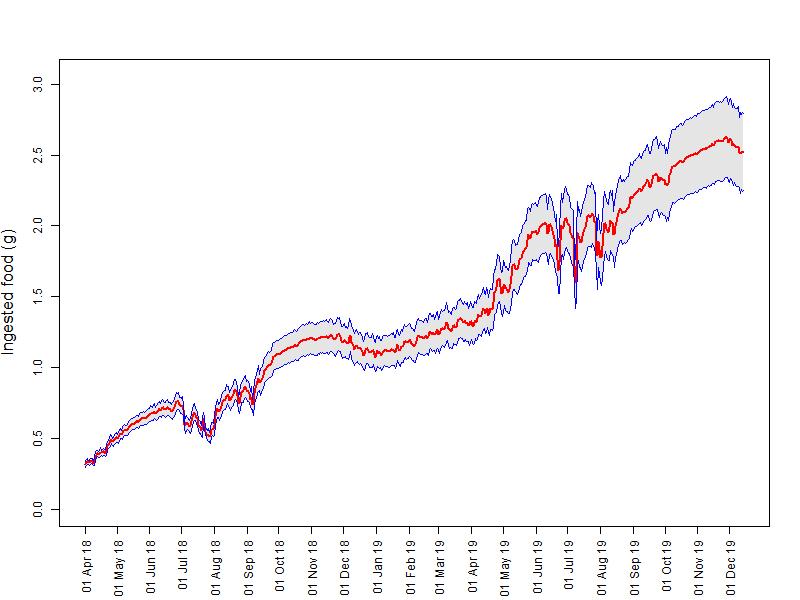 Ingested food (g)
3.0
2.5
2.0
1.5
1.0
0.5
0.0
01 Apr 18
01 May 18
01 Jun 18
01 Jul 18
01 Aug 18
01 Sep 18
01 Oct 18
01 Nov 18
01 Dec 18
01 Jan 19
01 Feb 19
01 Mar 19
01 Apr 19
01 May 19
01 Jun 19
01 Jul 19
01 Aug 19
01 Sep 19
01 Oct 19
01 Nov 19
01 Dec 19